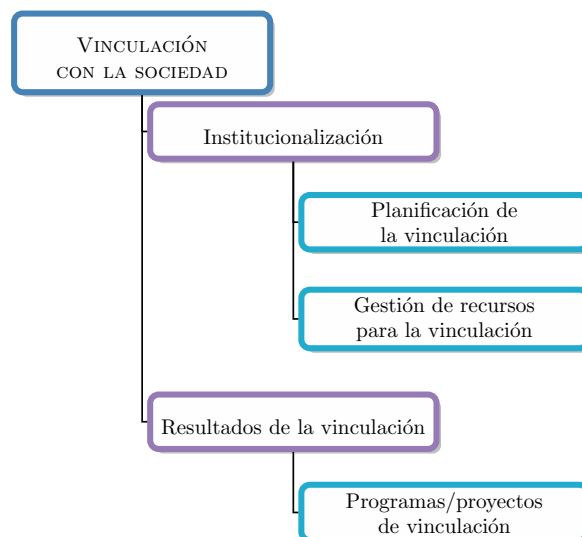 VINCULACIÓN
CON LA SOCIEDAD
Institucionalización
Planificación de
la vinculación
Gestión de recursos
para la vinculación
Resultados de la vinculación
Programas/proyectos
de vinculación